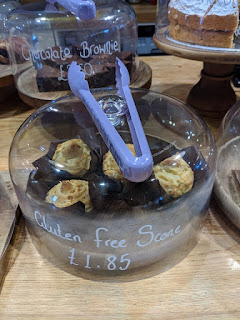 Chocolate Brownie
Gluten free Scone
£1.85